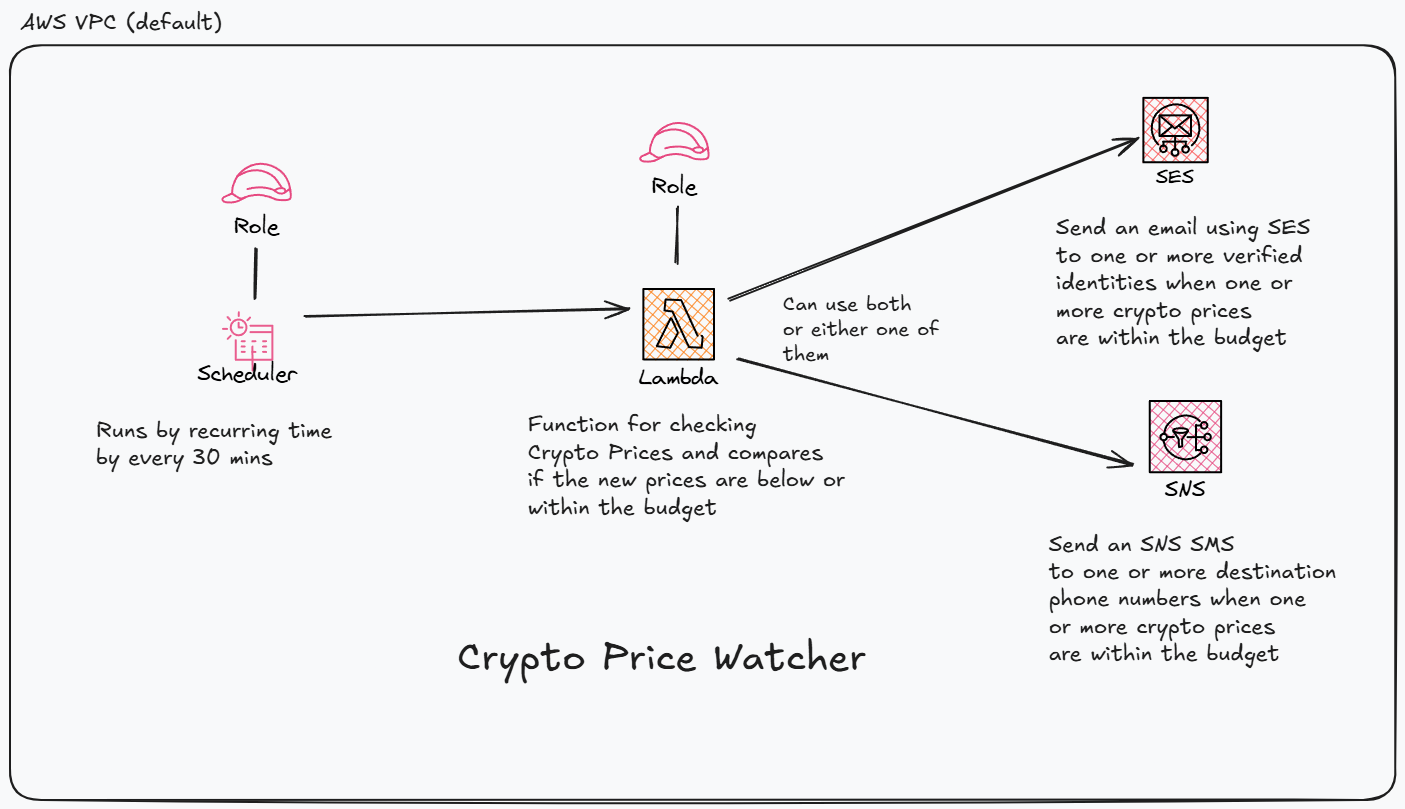 AWS VPC (default)
Role
Scheduler
Runs by recurring time
by every 30 mins
Role
Lambda
Function for checking
Crypto Prices and compares
if the new prices are below or
within the budget
Can use both
or either one of
them
SES
Send an email using SES
to one or more verified
identities when one or
more crypto prices
are within the budget
SNS
Send an SNS SMS
to one or more destination
phone numbers when one
or more crypto prices
are within the budget
Crypto Price Watcher